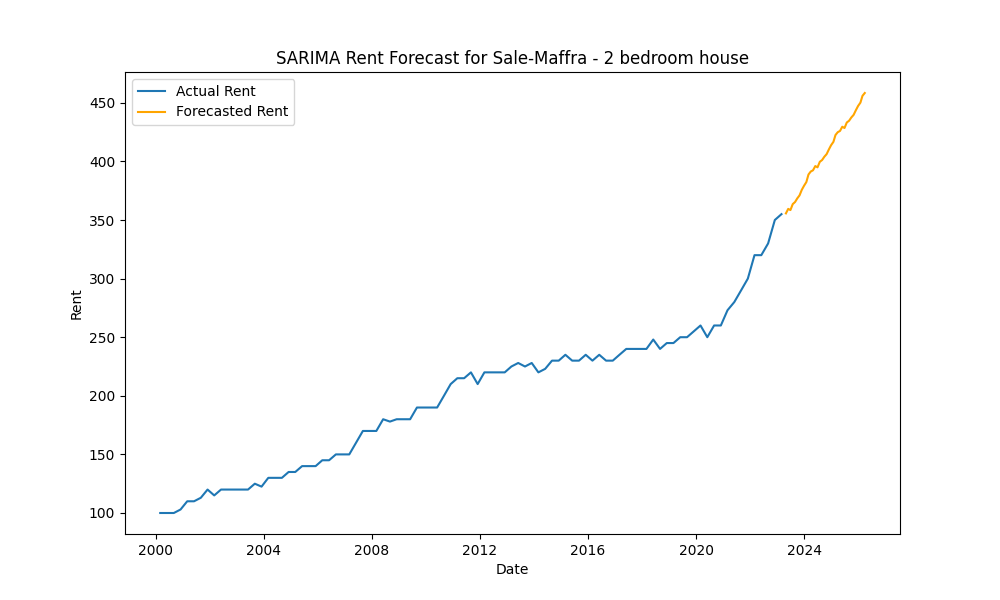 SARIMA Rent Forecast for Sale-Maffra - 2 bedroom house
Actual Rent
Forecasted Rent
450
400
350
300
250
200
150
100
Rent
2000 2004 2008 2012 2016 2020 2024
Date